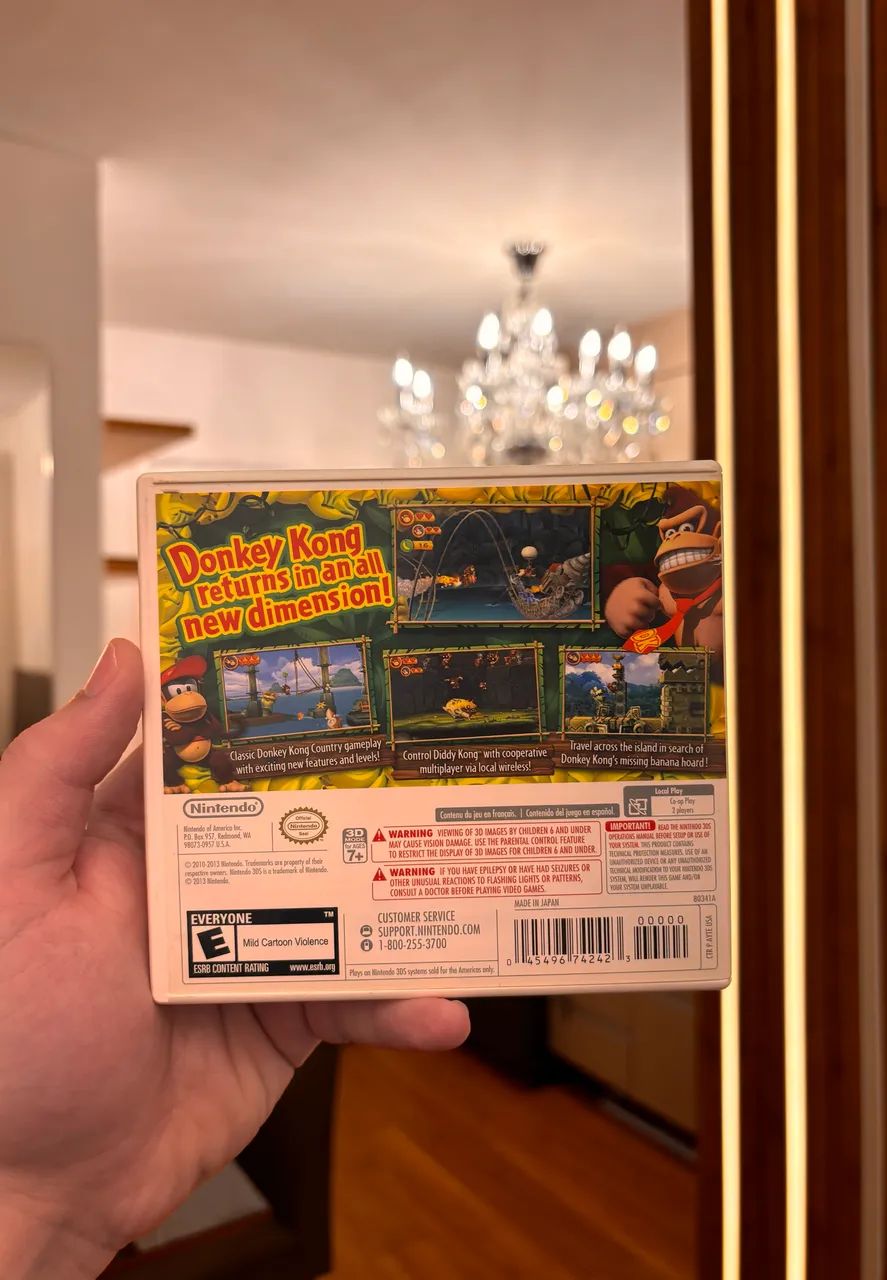 Donkey Kong
returns in an all
new dimension!
Classic Donkey Kong Country gameplay
with exciting new features and levels!
Control Diddy Kong™ with cooperative
multiplayer via local wireless!
Travel across the island in search of
Donkey Kong's missing banana hoard!
Nintendo®
Nintendo of America Inc.
P.O. Box 957, Redmond, WA
98073-0957 U.S.A.
Official
Nintendo
Seal
Contenu du jeu en français. | Contenido del juego en español.
Local Play
Co-op Play
2 players
© 2010-2013 Nintendo. Trademarks are property of their
respective owners. Nintendo 3DS is a trademark of Nintendo.
© 2013 Nintendo.
3D
MODE
for AGES
7+
WARNING VIEWING OF 3D IMAGES BY CHILDREN 6 AND UNDER
MAY CAUSE VISION DAMAGE. USE THE PARENTAL CONTROL FEATURE
TO RESTRICT THE DISPLAY OF 3D IMAGES FOR CHILDREN 6 AND UNDER.
WARNING IF YOU HAVE EPILEPSY OR HAVE HAD SEIZURES OR
OTHER UNUSUAL REACTIONS TO FLASHING LIGHTS OR PATTERNS,
CONSULT A DOCTOR BEFORE PLAYING VIDEO GAMES.
IMPORTANT! READ THE NINTENDO 3DS
OPERATIONS MANUAL BEFORE SETUP OR USE OF
YOUR SYSTEM. THIS PRODUCT CONTAINS
TECHNICAL PROTECTION MEASURES. USE OF AN
UNAUTHORIZED DEVICE OR ANY UNAUTHORIZED
TECHNICAL MODIFICATION TO YOUR NINTENDO 3DS
SYSTEM, WILL RENDER THIS GAME AND/OR
YOUR SYSTEM UNPLAYABLE.
EVERYONE ™
E
Mild Cartoon Violence
ESRB CONTENT RATING www.esrb.org
CUSTOMER SERVICE
SUPPORT.NINTENDO.COM
1-800-255-3700
Plays on Nintendo 3DS systems sold for the Americas only.
MADE IN JAPAN
80341A
00000
0 45496 74242 3
CTR P AYTE USA